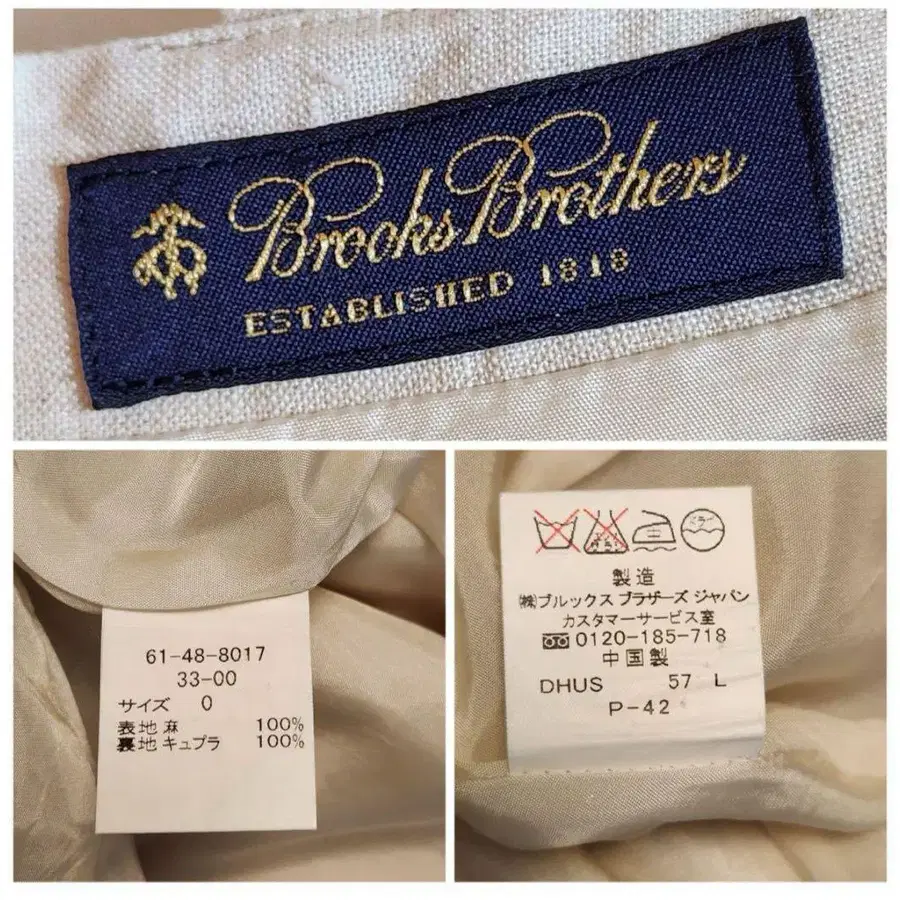 Brooks Brothers
ESTABLISHED 1818
61-48-8017
33-00
サイズ 0
表地 麻 100%
裏地 キュプラ 100%
ドライ
製造
㈱ブルックス ブラザーズ ジャパン
カスタマーサービス室
0120-185-718
中国製
DHUS 57 L
P-42